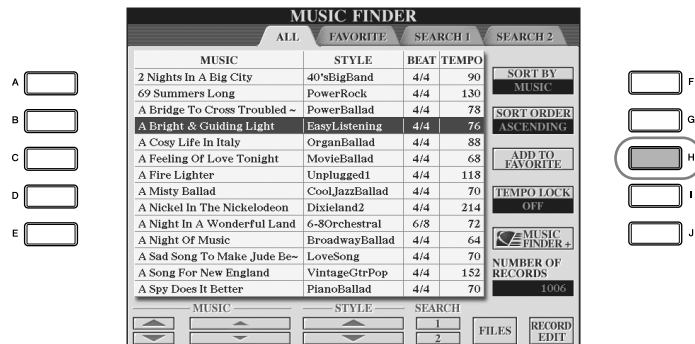 MUSIC FINDER
ALL FAVORITE SEARCH 1 SEARCH 2
MUSIC STYLE BEAT TEMPO
2 Nights In A Big City 40'sBigBand 4/4 90
69 Summers Long PowerRock 4/4 130
A Bridge To Cross Troubled ~ PowerBallad 4/4 78
A Bright & Guiding Light EasyListening 4/4 76
A Cosy Life In Italy OrganBallad 4/4 88
A Feeling Of Love Tonight MovieBallad 4/4 68
A Fire Lighter Unplugged1 4/4 118
A Misty Ballad CoolJazzBallad 4/4 70
A Nickel In The Nickelodeon Dixieland2 4/4 214
A Night In A Wonderful Land 6-8Orchestral 6/8 72
A Night Of Music BroadwayBallad 4/4 64
A Sad Song To Make Jude Be~ LoveSong 4/4 70
A Song For New England VintageGtrPop 4/4 152
A Spy Does It Better PianoBallad 4/4 70
SORT BY
MUSIC
SORT ORDER
ASCENDING
ADD TO
FAVORITE
TEMPO LOCK
OFF
MUSIC
FINDER +
NUMBER OF
RECORDS
1006
MUSIC STYLE SEARCH
1
2
FILES
RECORD
EDIT
A
B
C
D
E
F
G
H
I
J